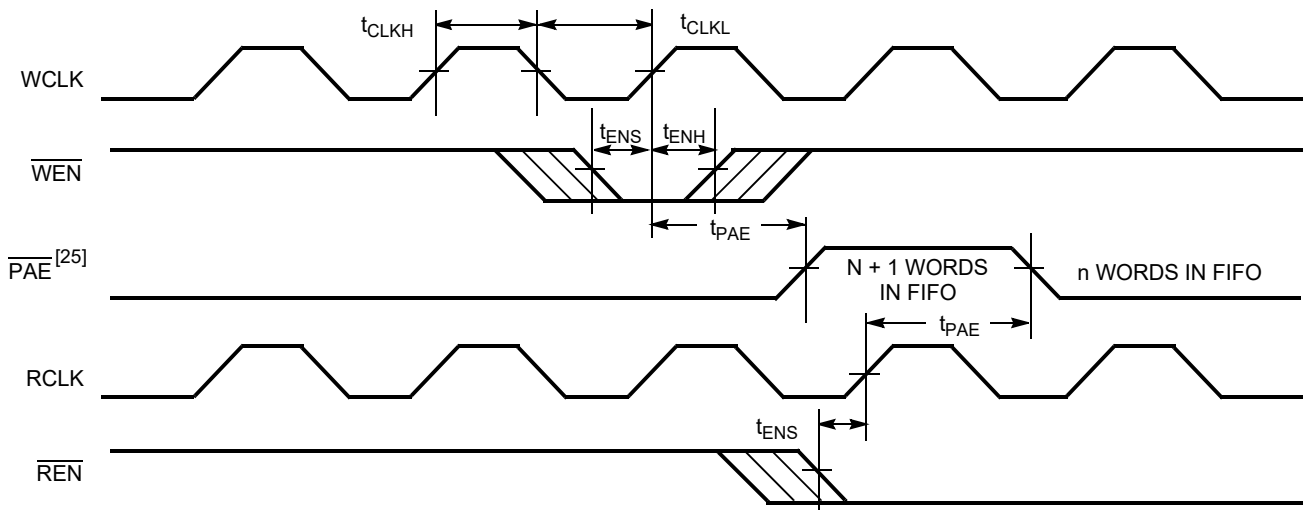 tCLKH
tCLKL
WCLK
tENS
tENH
WEN
tPAE
PAE [25]
N + 1 WORDS
IN FIFO
n WORDS IN FIFO
tPAE
RCLK
tENS
REN